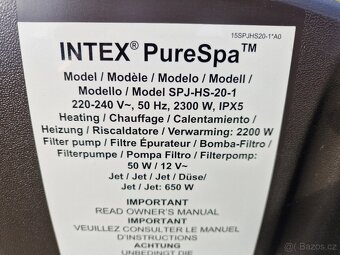 15SPJHS20-1*A0
INTEX® PureSpa™
Model / Modèle / Modelo / Modell /
Modello / Model SPJ-HS-20-1
220-240 V~, 50 Hz, 2300 W, IPX5
Heating / Chauffage / Calentamiento /
Heizung / Riscaldatore / Verwarming: 2200 W
Filter pump / Filtre Épurateur / Bomba-Filtro /
Filterpumpe / Pompa Filtro / Filterpomp:
50 W / 12 V~
Jet / Jet / Jet / Düse/
Jet / Jet: 650 W
IMPORTANT
READ OWNER'S MANUAL
IMPORTANT
VEUILLEZ CONSULTER LE MANUEL
D'INSTRUCTIONS
ACHTUNG
UNBEDINGT DIE
bazoš.cz